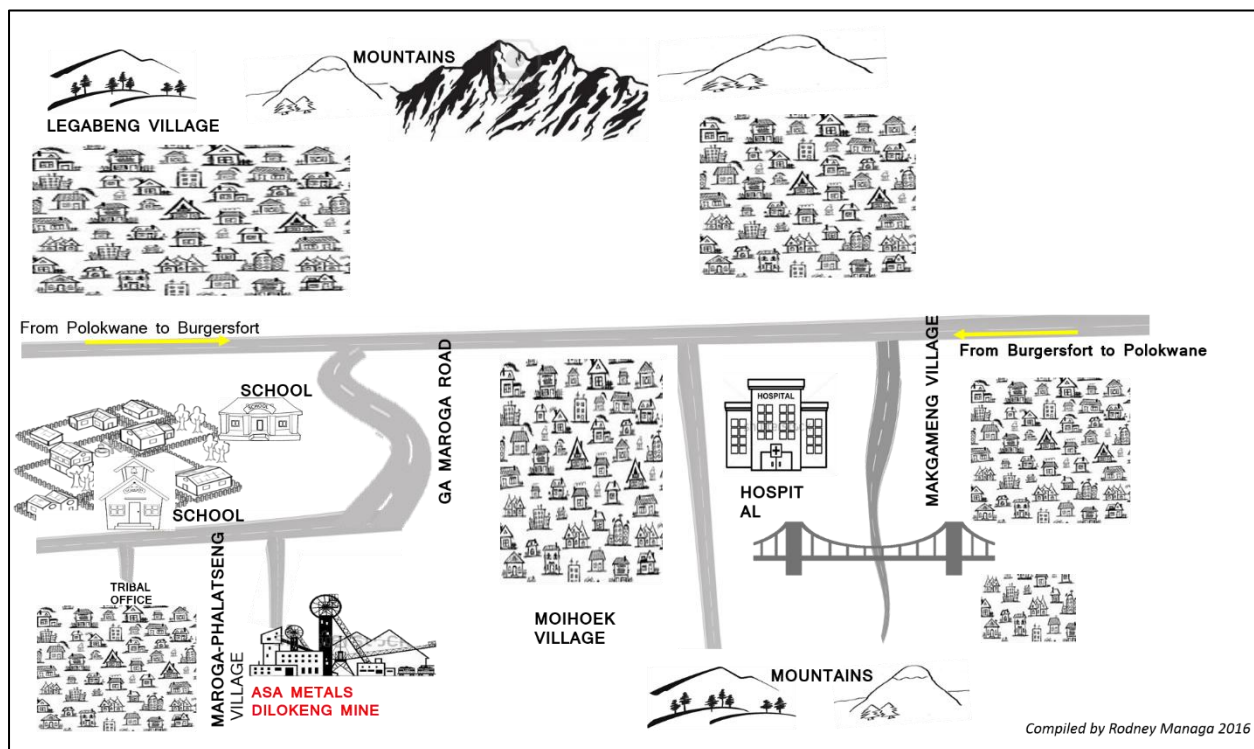 MOUNTAINS
LEGABENG VILLAGE
From Polokwane to Burgersfort
GA MAROGA ROAD
MAKGAMENG VILLAGE
From Burgersfort to Polokwane
SCHOOL
SCHOOL
HOSPITAL
HOSPIT
AL
SCHOOL
TRIBAL
OFFICE
MAROGA-PHALATSENG
VILLAGE
MOIHOEK
VILLAGE
ASA METALS
DILOKENG MINE
MOUNTAINS
Compiled by Rodney Managa 2016